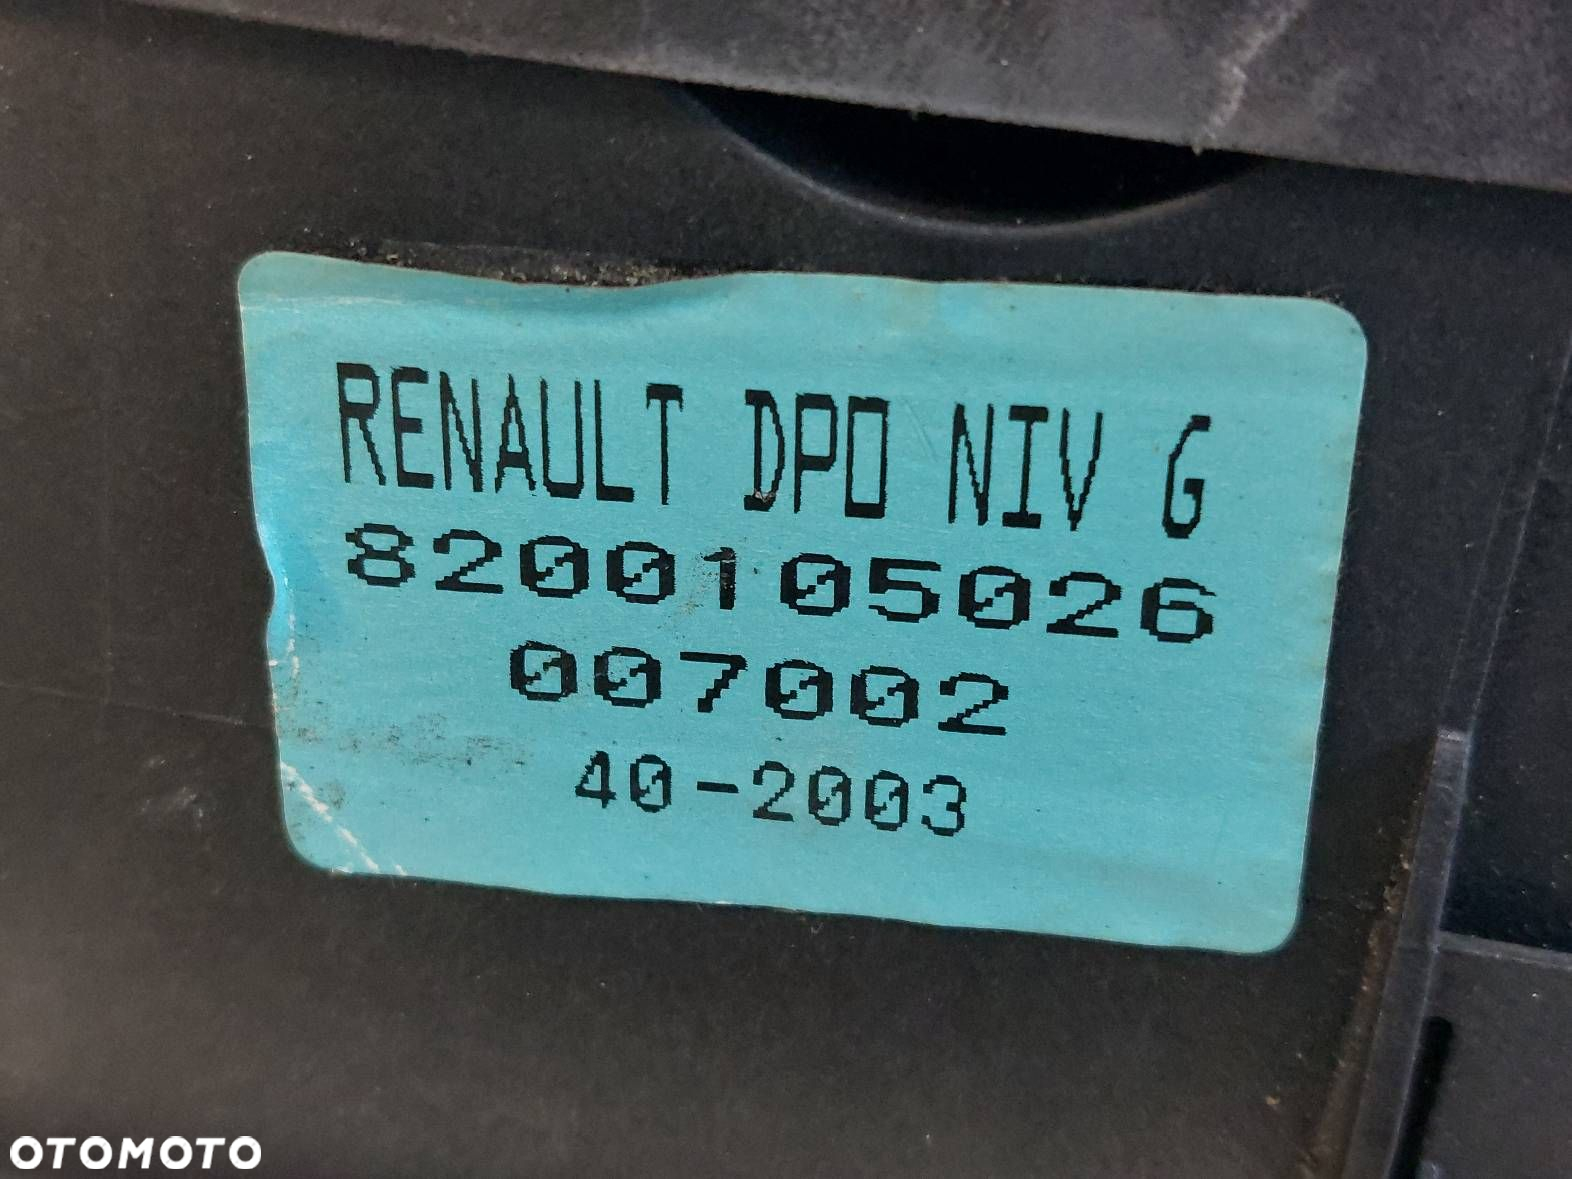 RENAULT DPO NIV G
8200105026
007002
40-2003
OTOMOTO